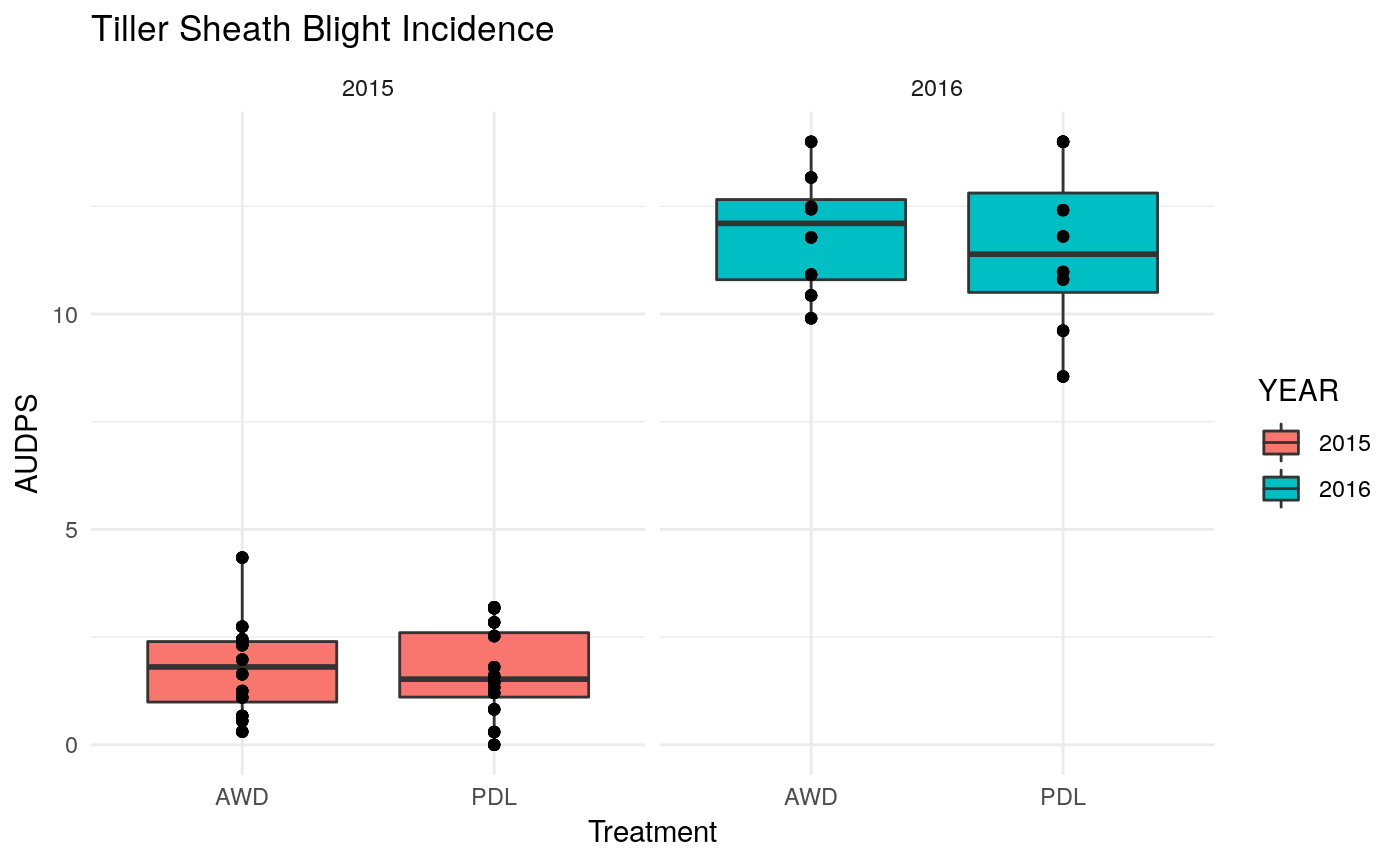 Tiller Sheath Blight Incidence
2015
2016
10
5
0
AUDPS
AWD
PDL
AWD
PDL
Treatment
YEAR
2015
2016